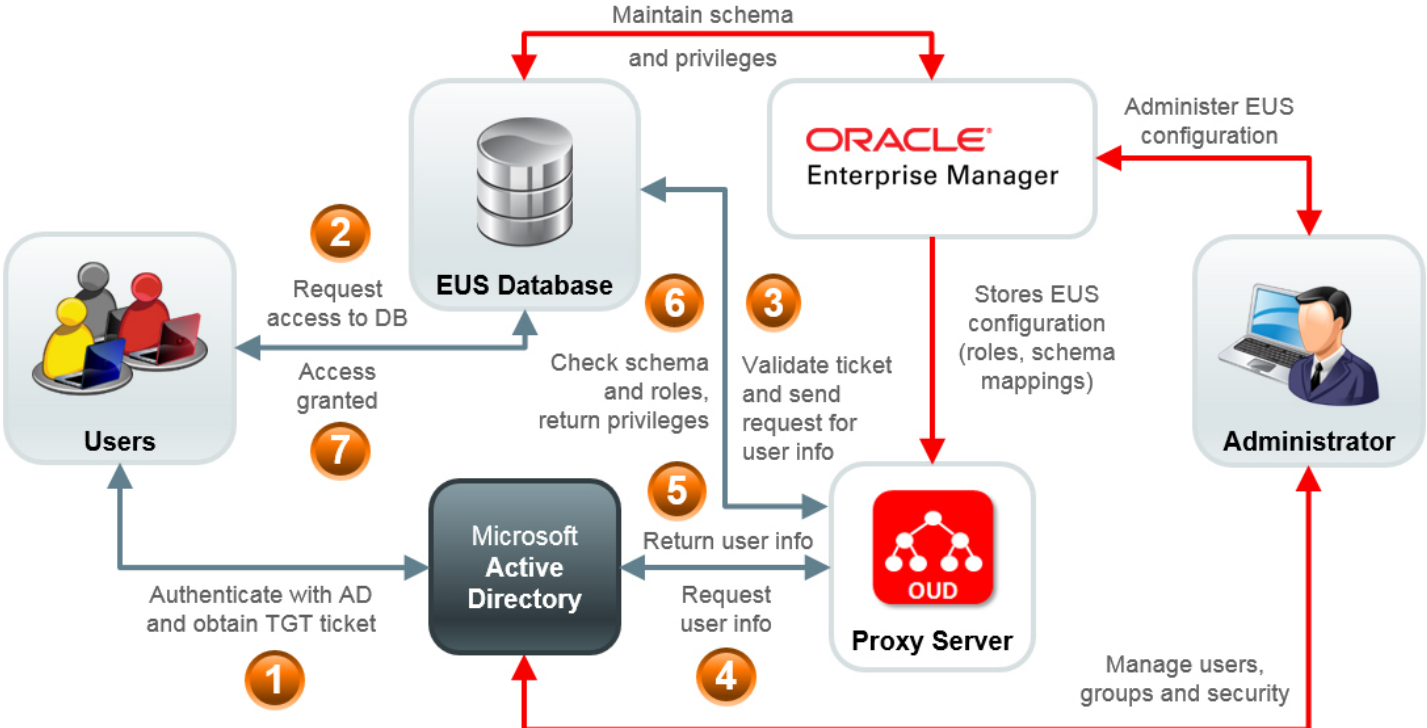 Maintain schema
and privileges
ORACLE®
Enterprise Manager
Administer EUS
configuration
EUS Database
2
Request
access to DB
Access
granted
7
Users
6
Check schema
and roles,
return privileges
3
Validate ticket
and send
request for
user info
Stores EUS
configuration
(roles, schema
mappings)
Administrator
Microsoft
Active
Directory
5
Return user info
Request
user info
4
OUD
Proxy Server
Authenticate with AD
and obtain TGT ticket
1
Manage users,
groups and security